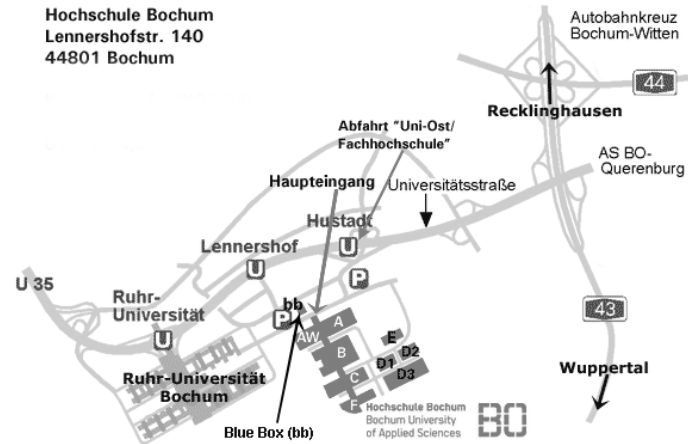 Hochschule Bochum
Lennershofstr. 140
44801 Bochum
Autobahnkreuz
Bochum-Witten
44
Recklinghausen
Abfahrt "Uni-Ost/
Fachhochschule"
AS BO-
Querenburg
Haupteingang
Universitätsstraße
Hustadt
U
Lennershof
U
P
U 35
Ruhr-
Universität
U
bb
P
A
AW
B
E
D1
D2
D3
C
F
43
Wuppertal
Ruhr-Universität
Bochum
Blue Box (bb)
Hochschule Bochum
Bochum University
of Applied Sciences
BO